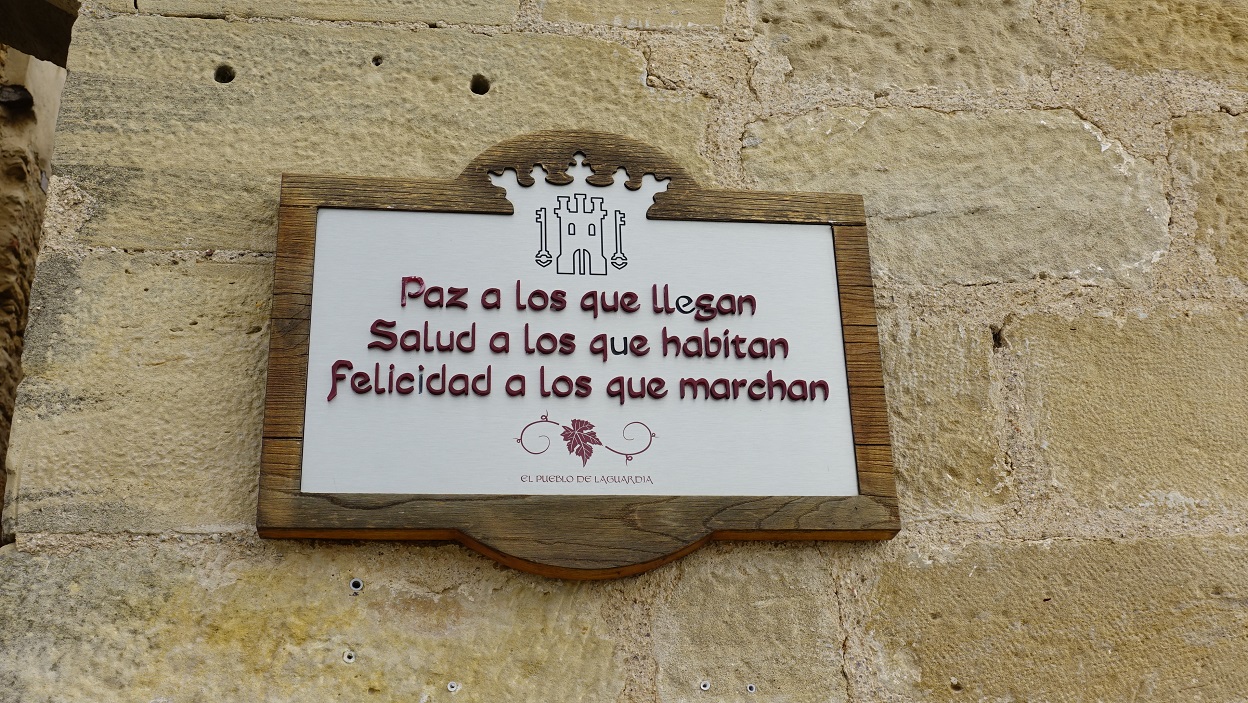 Paz a los que llegan
Salud a los que habitan
Felicidad a los que marchan
EL PUEBLO DE LAGUARDIA